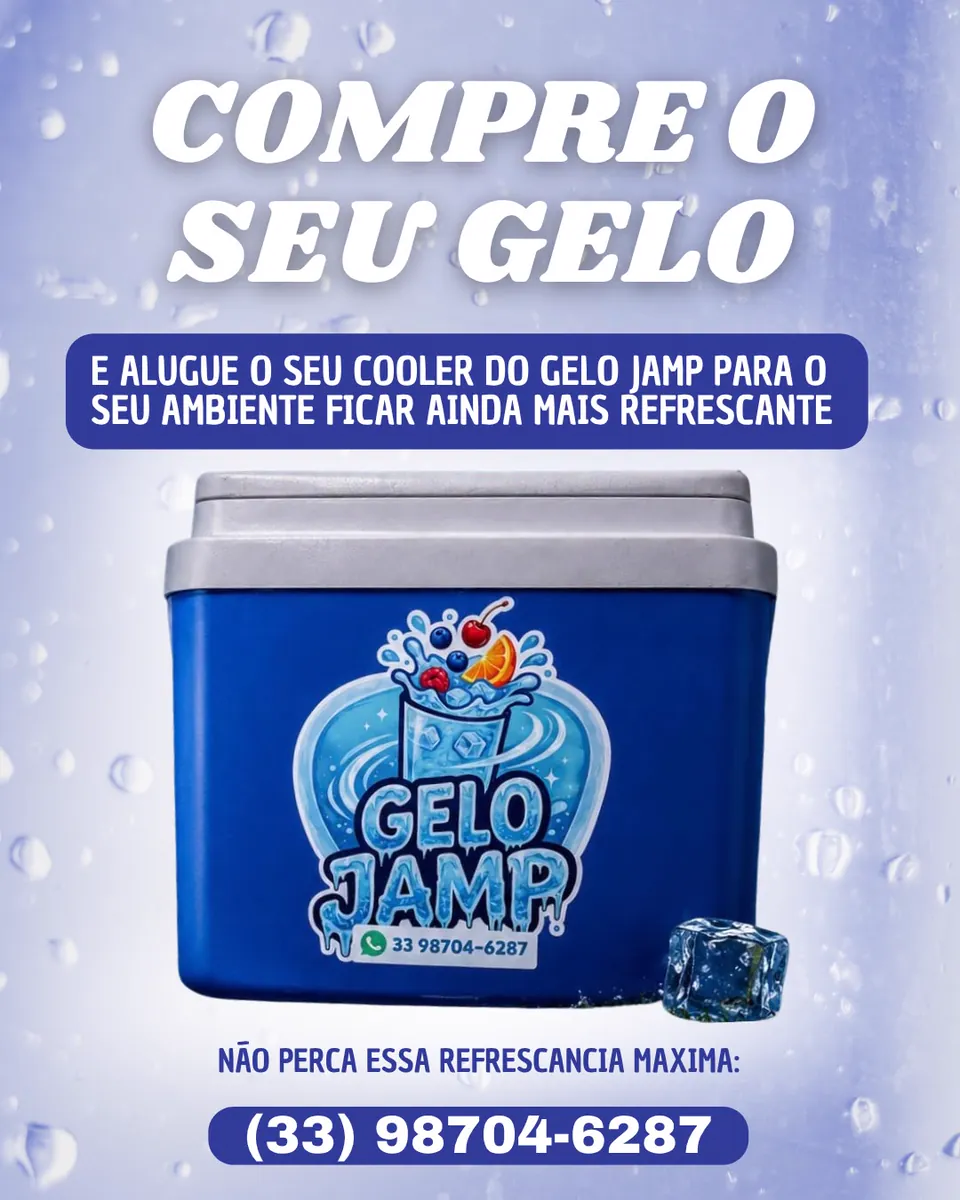 COMPRE O
SEU GELO
E ALUGUE O SEU COOLER DO GELO JAMP PARA O
SEU AMBIENTE FICAR AINDA MAIS REFRESCANTE
GELO
JAMP
33 98704-6287
NÃO PERCA ESSA REFRESCANCIA MAXIMA:
(33) 98704-6287